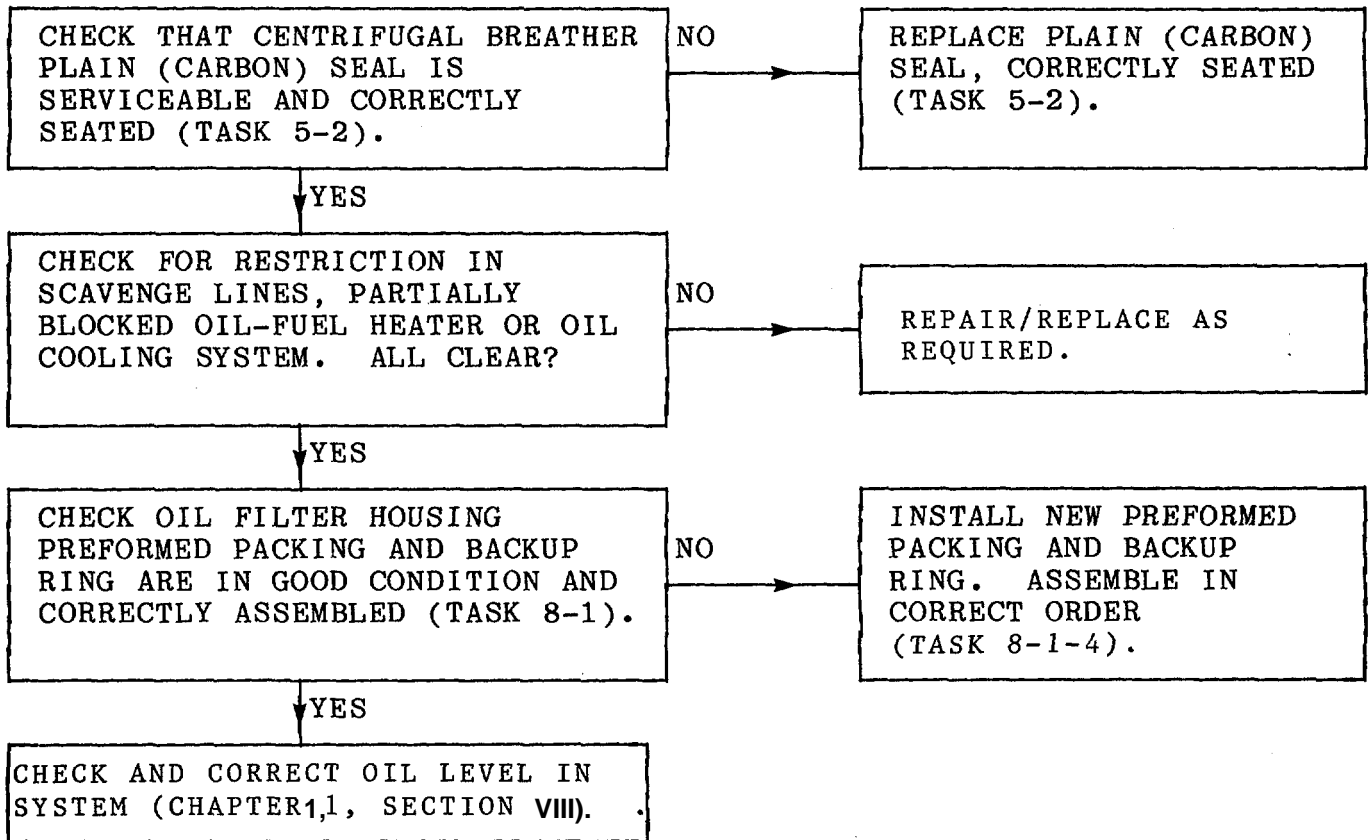 CHECK THAT CENTRIFUGAL BREATHER
PLAIN (CARBON) SEAL IS
SERVICEABLE AND CORRECTLY
SEATED (TASK 5-2).
NO
REPLACE PLAIN (CARBON)
SEAL, CORRECTLY SEATED
(TASK 5-2).
YES
CHECK FOR RESTRICTION IN
SCAVENGE LINES, PARTIALLY
BLOCKED OIL-FUEL HEATER OR OIL
COOLING SYSTEM. ALL CLEAR?
NO
REPAIR/REPLACE AS
REQUIRED.
YES
CHECK OIL FILTER HOUSING
PREFORMED PACKING AND BACKUP
RING ARE IN GOOD CONDITION AND
CORRECTLY ASSEMBLED (TASK 8-1).
NO
INSTALL NEW PREFORMED
PACKING AND BACKUP
RING. ASSEMBLE IN
CORRECT ORDER
(TASK 8-1-4).
YES
CHECK AND CORRECT OIL LEVEL IN
SYSTEM (CHAPTER1,1, SECTION VIII).